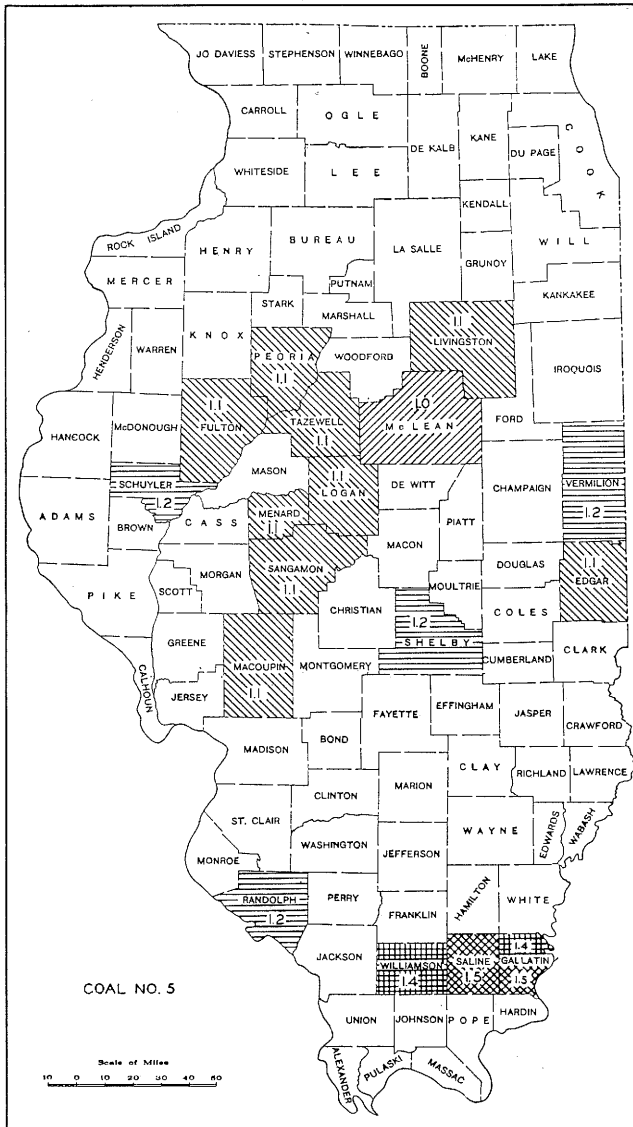 JO DAVIESS STEPHENSON WINNEBAGO BOONE McHENRY LAKE
CARROLL OGLE DE KALB KANE COOK
DU PAGE
WHITESIDE LEE
KENDALL
ROCK ISLAND HENRY BUREAU LA SALLE GRUNDY WILL
MERCER PUTNAM KANKAKEE
STARK MARSHALL
HENDERSON WARREN KNOX PEORIA 1.1 WOODFORD 1.1 LIVINGSTON IROQUOIS
HANCOCK McDONOUGH 1.1 FULTON TAZEWELL 1.1 1.0 McLEAN FORD
SCHUYLER 1.2 MASON 1.1 LOGAN DE WITT CHAMPAIGN VERMILION 1.2
ADAMS BROWN CASS MENARD 1.1 PIATT
MACON
PIKE SCOTT MORGAN SANGAMON 1.1 MOULTRIE DOUGLAS 1.1 EDGAR
CHRISTIAN 1.2 SHELBY COLES
GREENE MACOUPIN 1.1 MONTGOMERY CUMBERLAND CLARK
CALHOUN JERSEY
FAYETTE EFFINGHAM JASPER CRAWFORD
MADISON BOND
CLAY RICHLAND LAWRENCE
CLINTON MARION
ST. CLAIR WAYNE EDWARDS WABASH
WASHINGTON JEFFERSON
MONROE
RANDOLPH 1.2 PERRY HAMILTON WHITE
FRANKLIN
JACKSON WILLIAMSON 1.4 SALINE 1.5 1.4 GALLATIN 1.5
COAL NO. 5
UNION JOHNSON POPE HARDIN
ALEXANDER PULASKI MASSAC
Scale of Miles
10 0 10 20 30 40 50